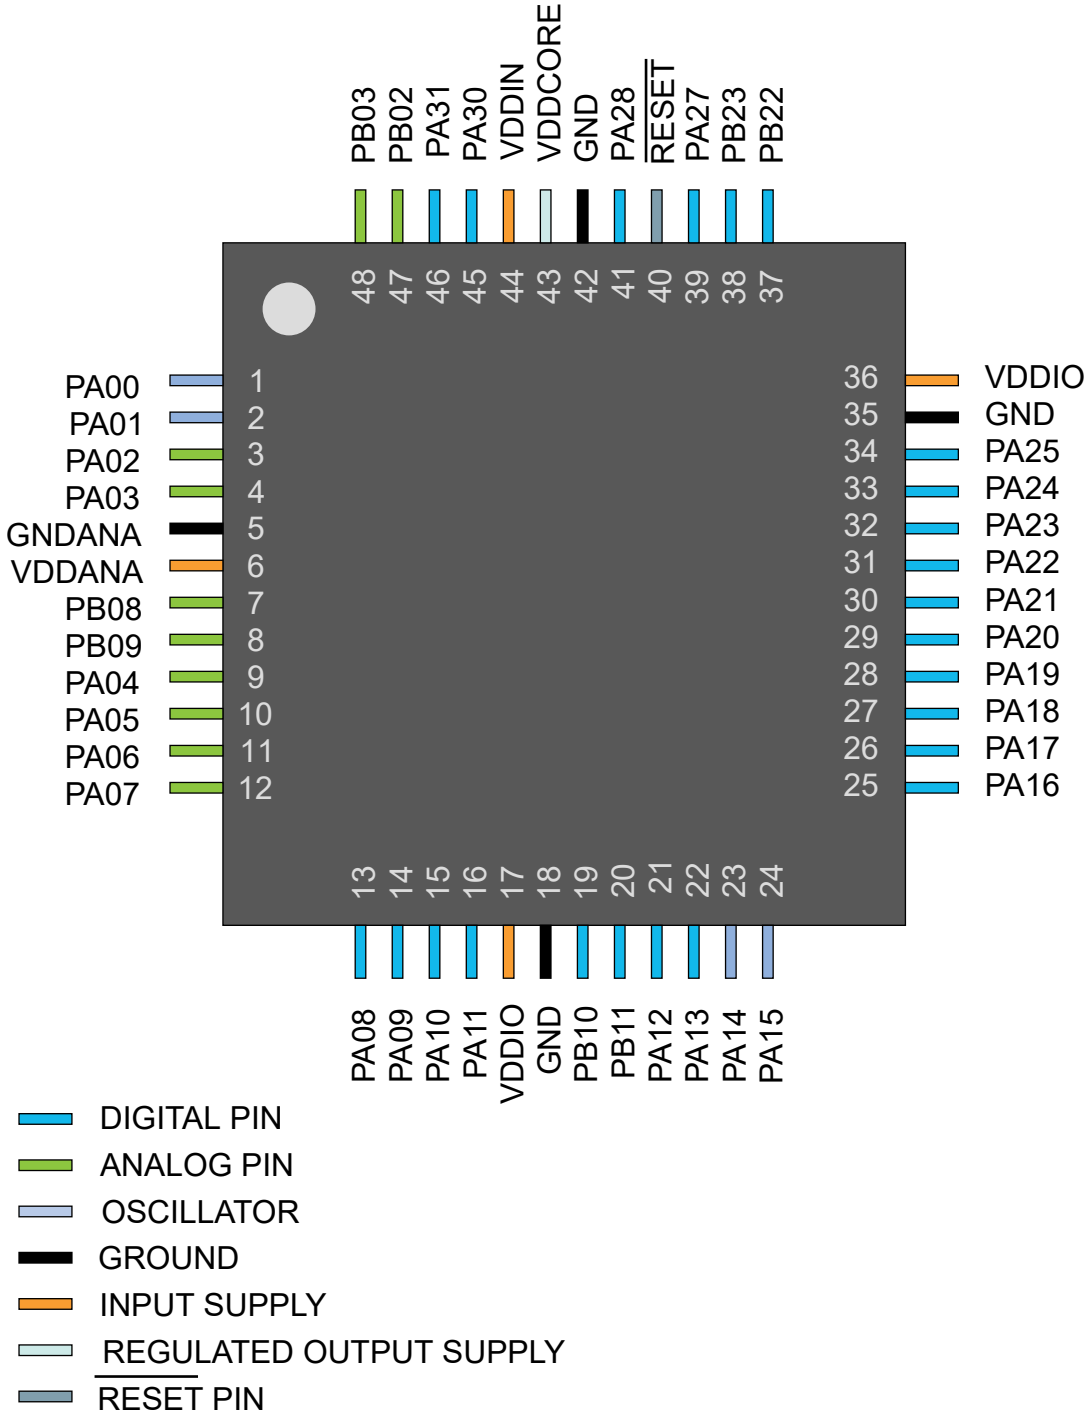 PB03 PB02 PA31 PA30 VDDIN VDDCORE GND PA28 RESET PA27 PB23 PB22
48 47 46 45 44 43 42 41 40 39 38 37
PA00 1 36 VDDIO
PA01 2 35 GND
PA02 3 34 PA25
PA03 4 33 PA24
GNDANA 5 32 PA23
VDDANA 6 31 PA22
PB08 7 30 PA21
PB09 8 29 PA20
PA04 9 28 PA19
PA05 10 27 PA18
PA06 11 26 PA17
PA07 12 25 PA16
13 14 15 16 17 18 19 20 21 22 23 24
PA08 PA09 PA10 PA11 VDDIO GND PB10 PB11 PA12 PA13 PA14 PA15
DIGITAL PIN
ANALOG PIN
OSCILLATOR
GROUND
INPUT SUPPLY
REGULATED OUTPUT SUPPLY
RESET PIN